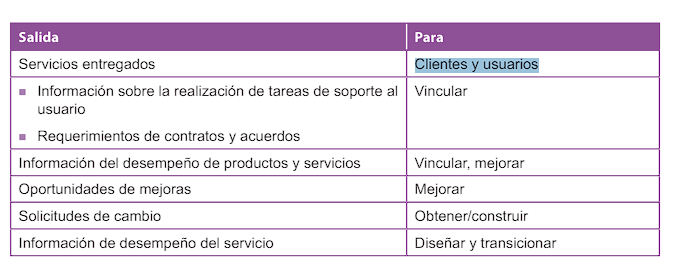 Salida Para
Servicios entregados Clientes y usuarios
Información sobre la realización de tareas de soporte al Vincular
usuario
Requerimientos de contratos y acuerdos
Información del desempeño de productos y servicios Vincular, mejorar
Oportunidades de mejoras Mejorar
Solicitudes de cambio Obtener/construir
Información de desempeño del servicio Diseñar y transicionar